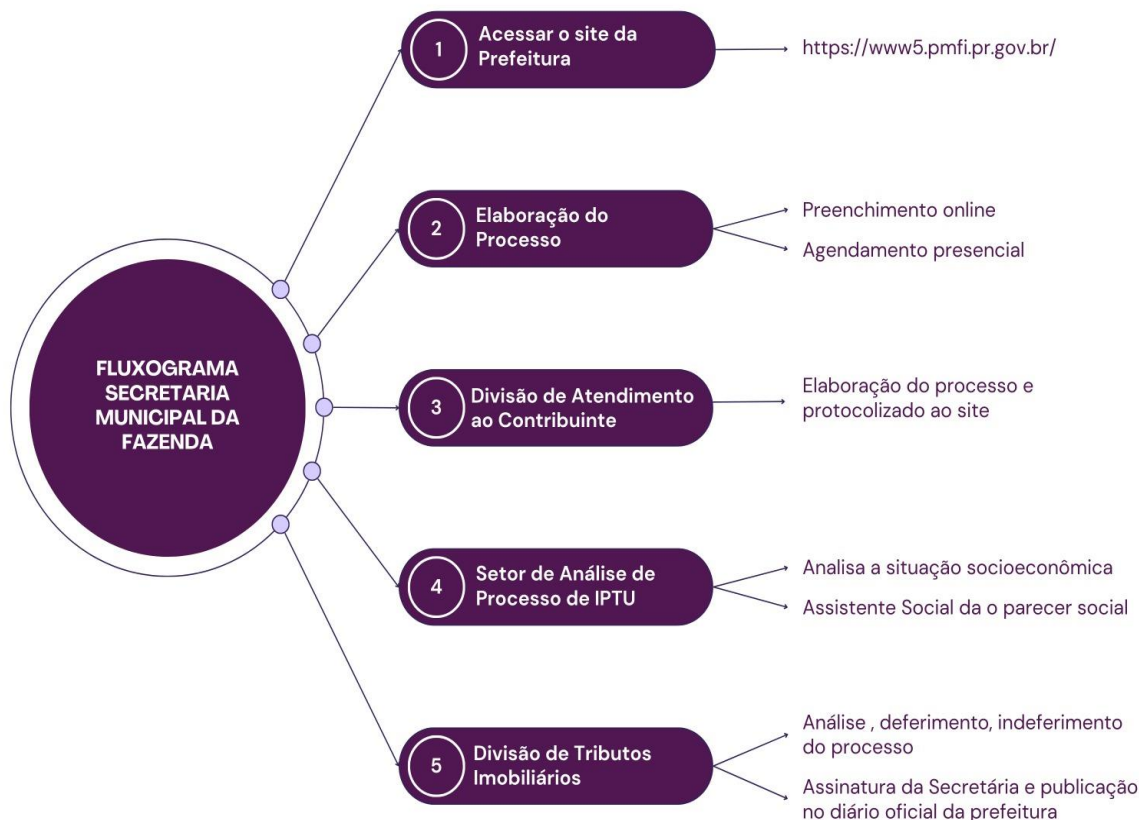 FLUXOGRAMA
SECRETARIA
MUNICIPAL DA
FAZENDA
1
Acessar o site da
Prefeitura
https://www5.pmfi.pr.gov.br/
2
Elaboração do
Processo
Preenchimento online
Agendamento presencial
3
Divisão de Atendimento
ao Contribuinte
Elaboração do processo e
protocolizado ao site
4
Setor de Análise de
Processo de IPTU
Analisa a situação socioeconômica
Assistente Social da o parecer social
5
Divisão de Tributos
Imobiliários
Análise , deferimento, indeferimento
do processo
Assinatura da Secretária e publicação
no diário oficial da prefeitura